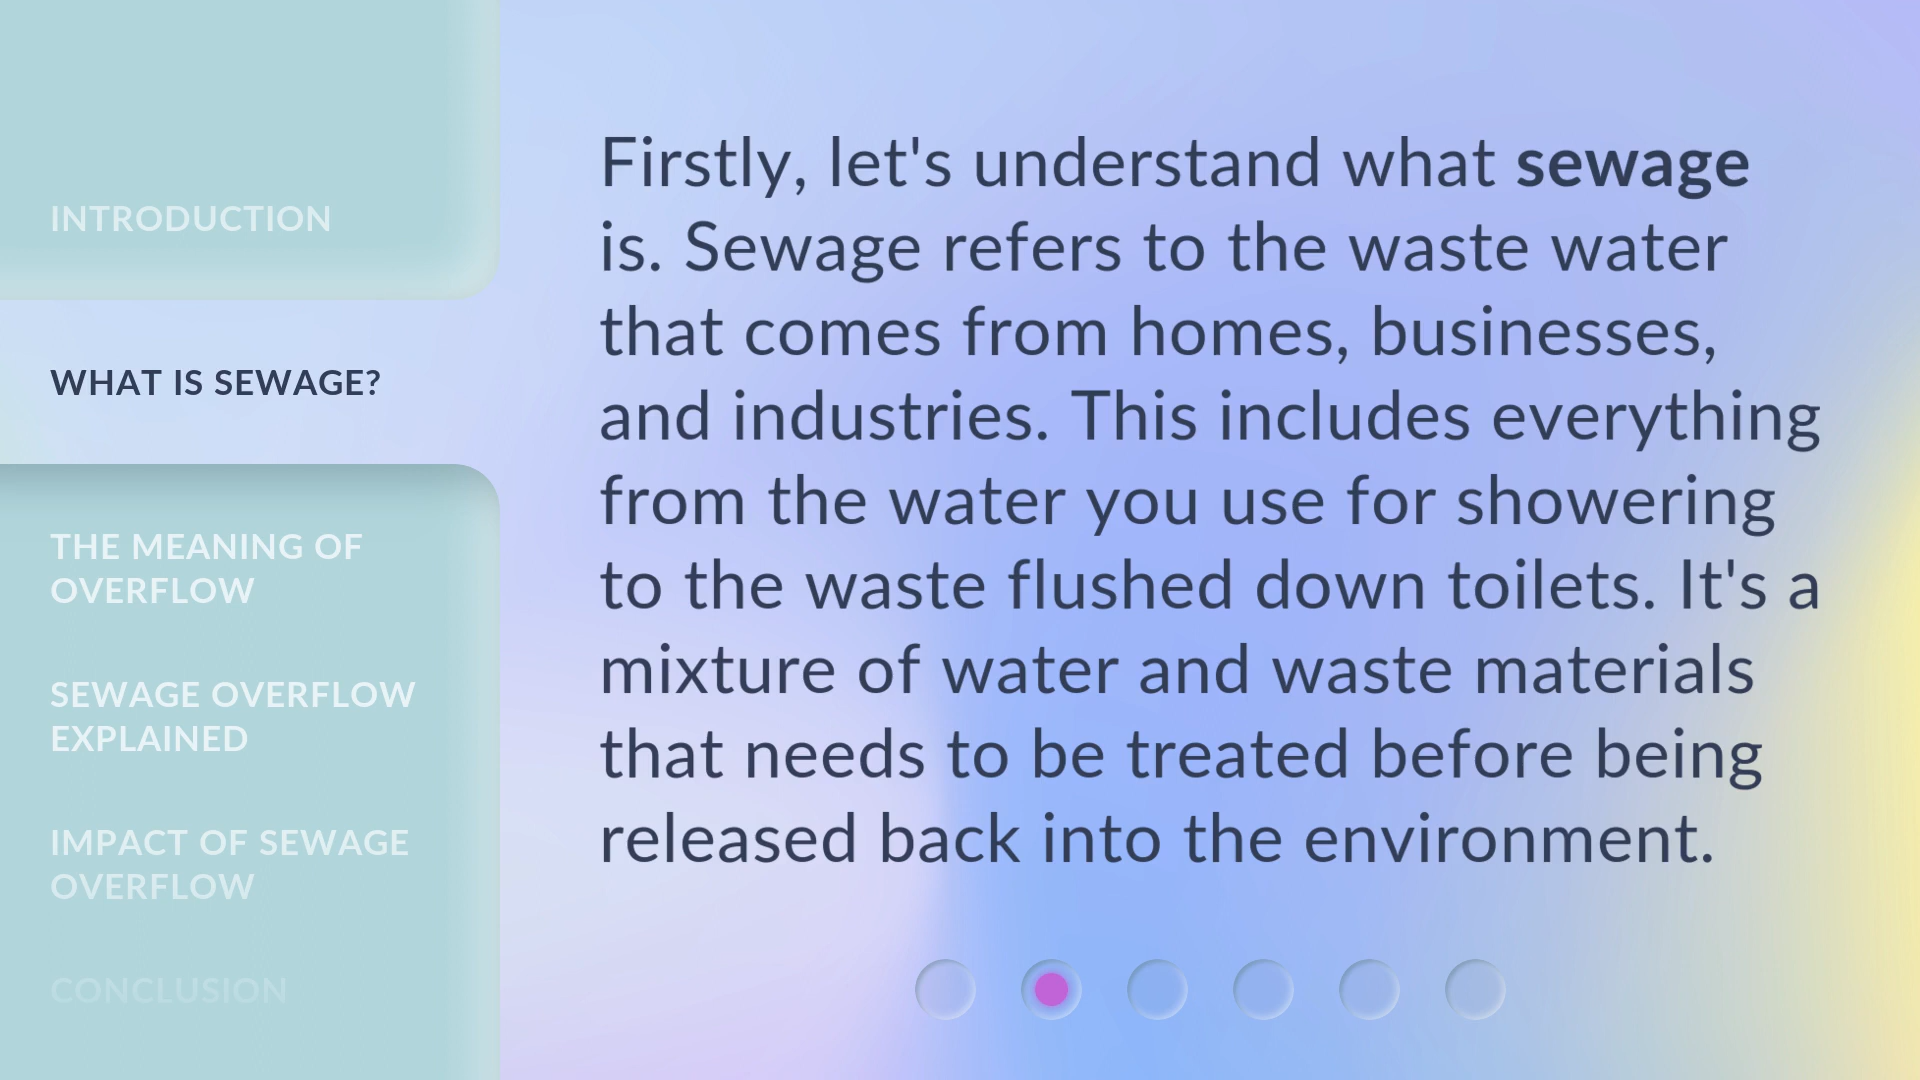 INTRODUCTION
WHAT IS SEWAGE?
THE MEANING OF
OVERFLOW
SEWAGE OVERFLOW
EXPLAINED
IMPACT OF SEWAGE
OVERFLOW
CONCLUSION
Firstly, let's understand what sewage
is. Sewage refers to the waste water
that comes from homes, businesses,
and industries. This includes everything
from the water you use for showering
to the waste flushed down toilets. It's a
mixture of water and waste materials
that needs to be treated before being
released back into the environment.